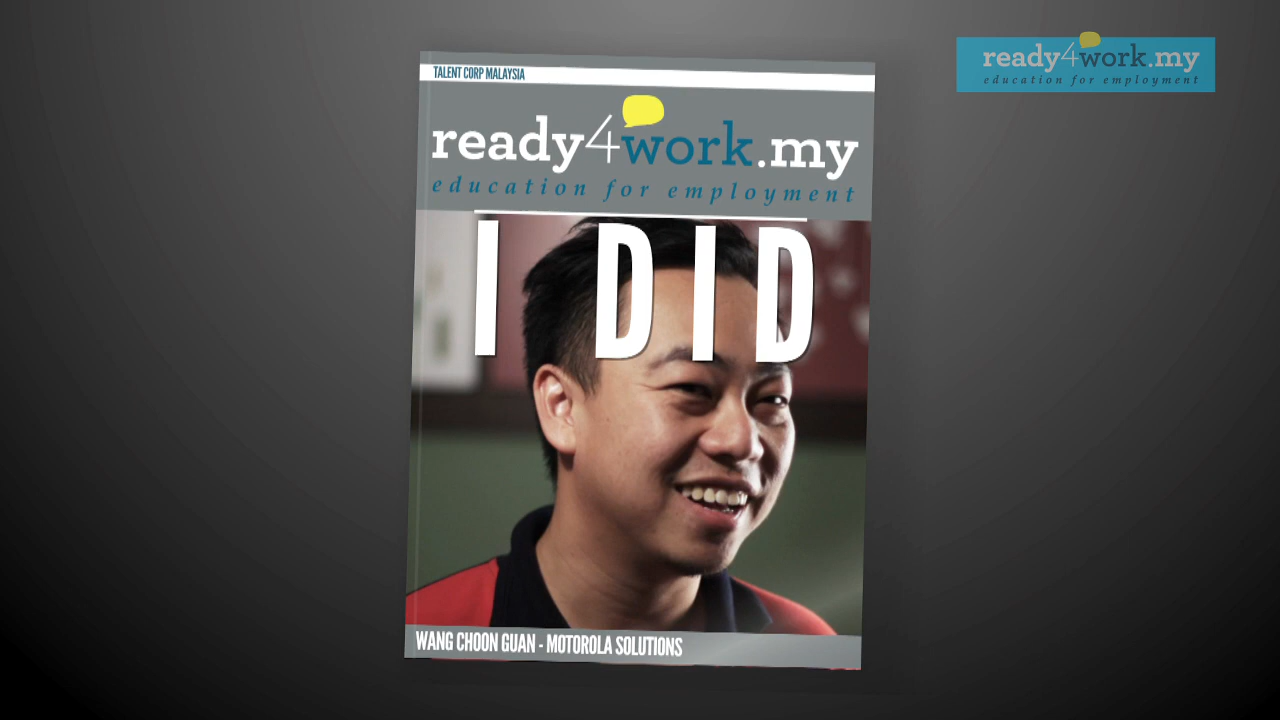 TALENT CORP MALAYSIA
ready4work.my
education for employment
I DID
WANG CHOON GUAN - MOTOROLA SOLUTIONS
ready4work.my
education for employment